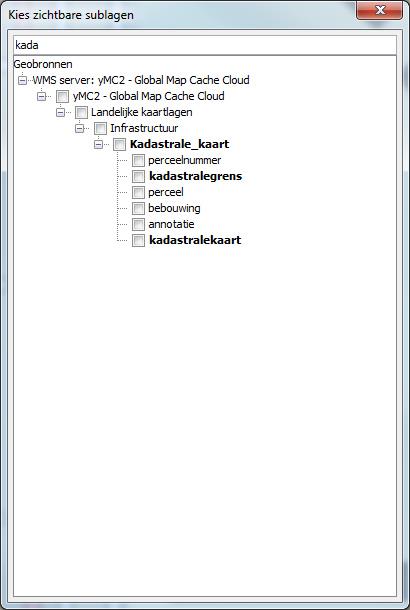 Kies zichtbare sublagen
kada
Geobronnen
WMS server: yMC2 - Global Map Cache Cloud
yMC2 - Global Map Cache Cloud
Landelijke kaartlagen
Infrastructuur
Kadastrale_kaart
perceelnummer
kadastralegrens
perceel
bebouwing
annotatie
kadastralekaart